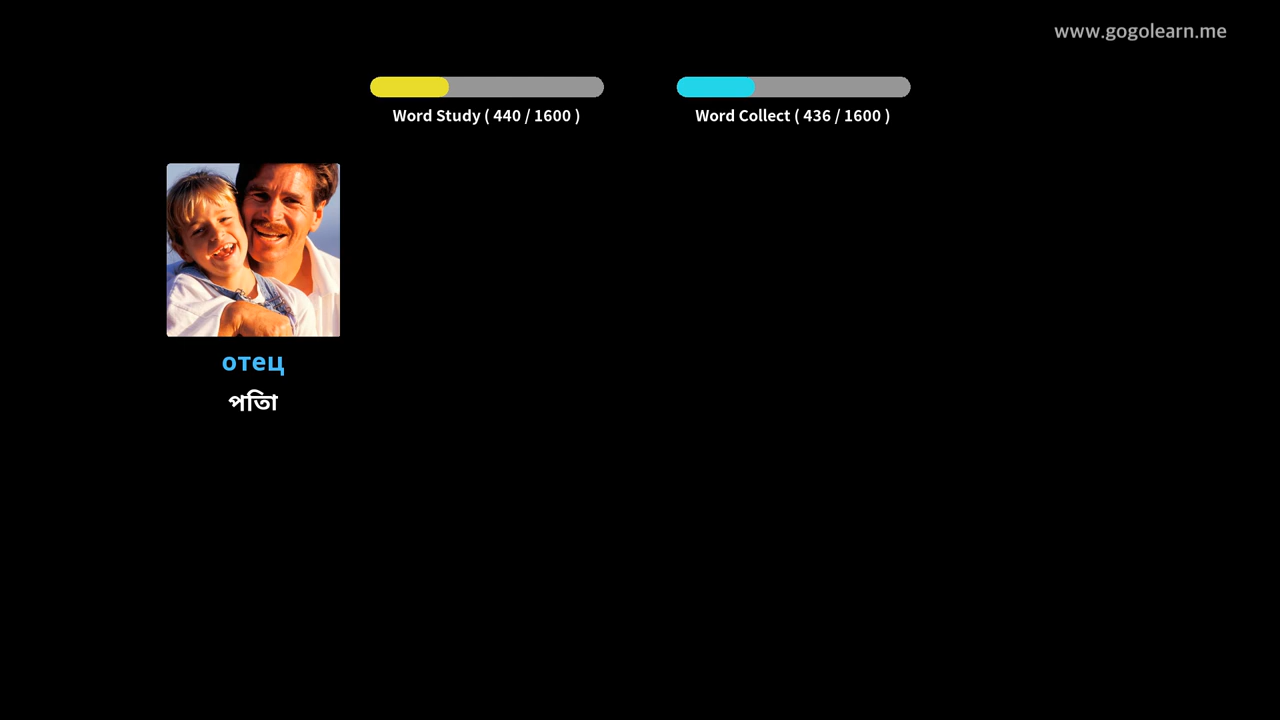 www.gogolearn.me
Word Study ( 440 / 1600 )
Word Collect ( 436 / 1600 )
отец
পিতা